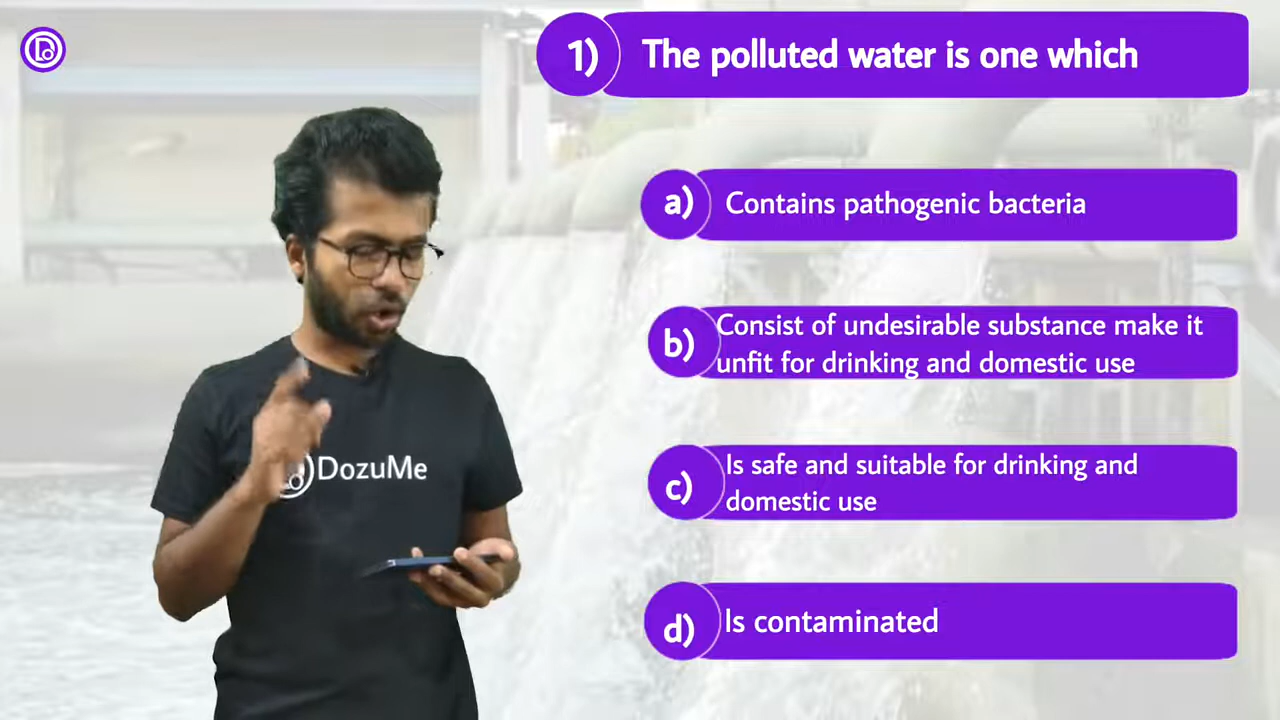 1) The polluted water is one which
a) Contains pathogenic bacteria
b) Consist of undesirable substance make it
unfit for drinking and domestic use
c) Is safe and suitable for drinking and
domestic use
d) Is contaminated
DozuMe